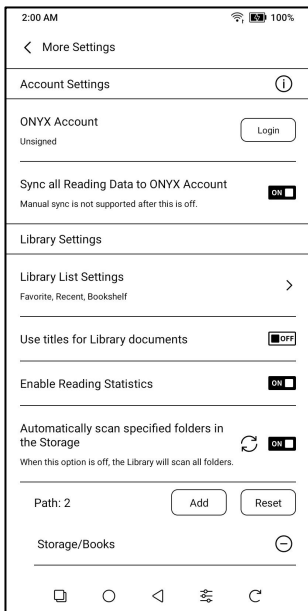 2:00 AM 100%
More Settings
Account Settings
ONYX Account
Unsigned
Login
Sync all Reading Data to ONYX Account
Manual sync is not supported after this is off.
ON
Library Settings
Library List Settings
Favorite, Recent, Bookshelf
Use titles for Library documents
OFF
Enable Reading Statistics
ON
Automatically scan specified folders in
the Storage
ON
When this option is off, the Library will scan all folders.
Path: 2
Add
Reset
Storage/Books